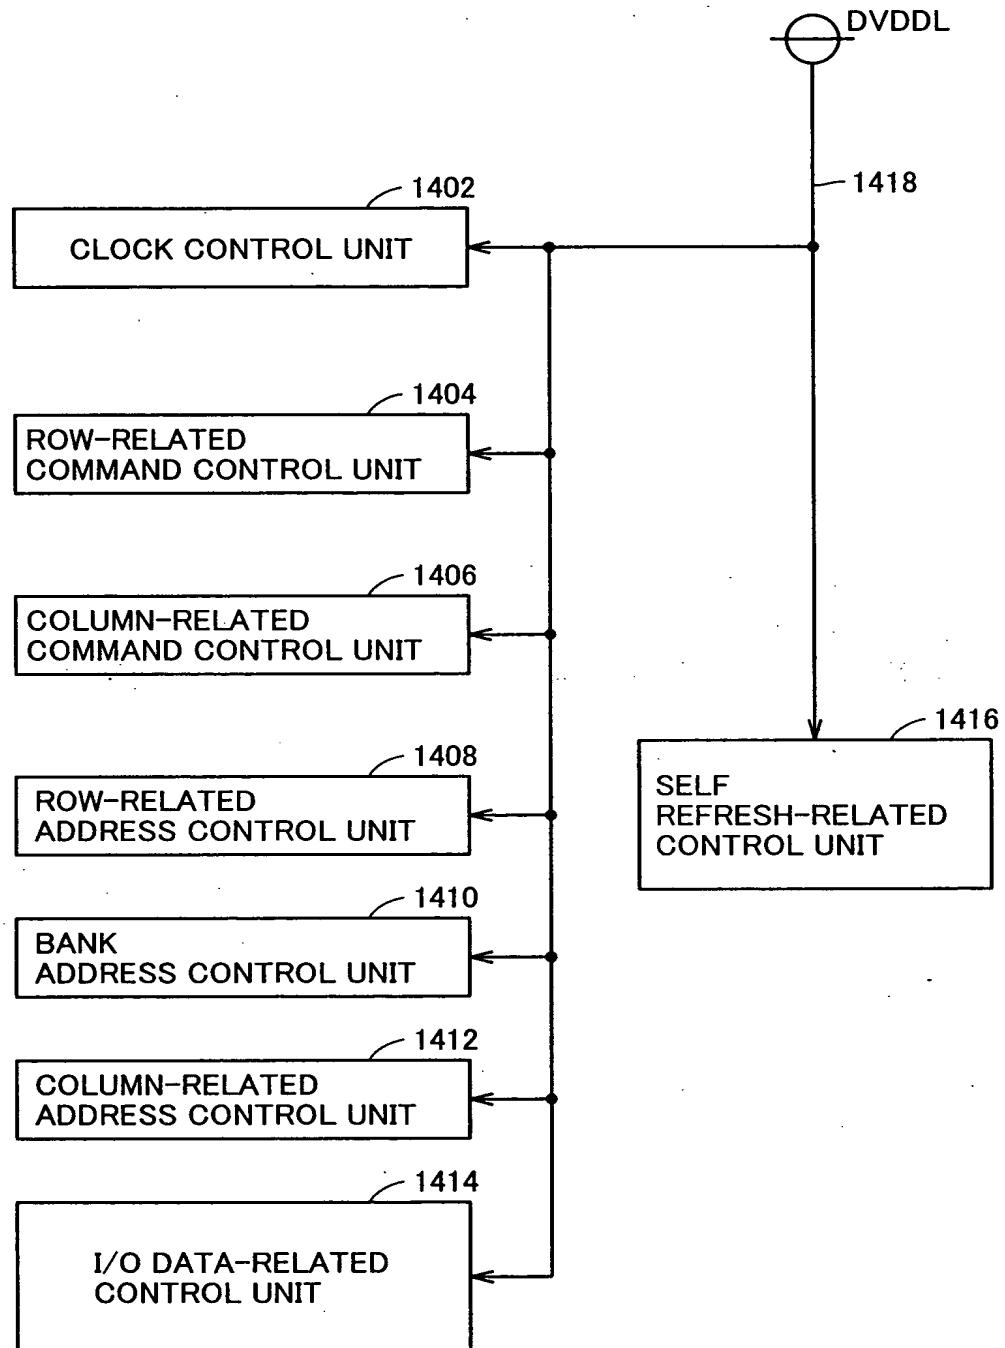 DVDDL
1418
1402
CLOCK CONTROL UNIT
1404
ROW-RELATED
COMMAND CONTROL UNIT
1406
COLUMN-RELATED
COMMAND CONTROL UNIT
1416
SELF
REFRESH-RELATED
CONTROL UNIT
1408
ROW-RELATED
ADDRESS CONTROL UNIT
1410
BANK
ADDRESS CONTROL UNIT
1412
COLUMN-RELATED
ADDRESS CONTROL UNIT
1414
I/O DATA-RELATED
CONTROL UNIT